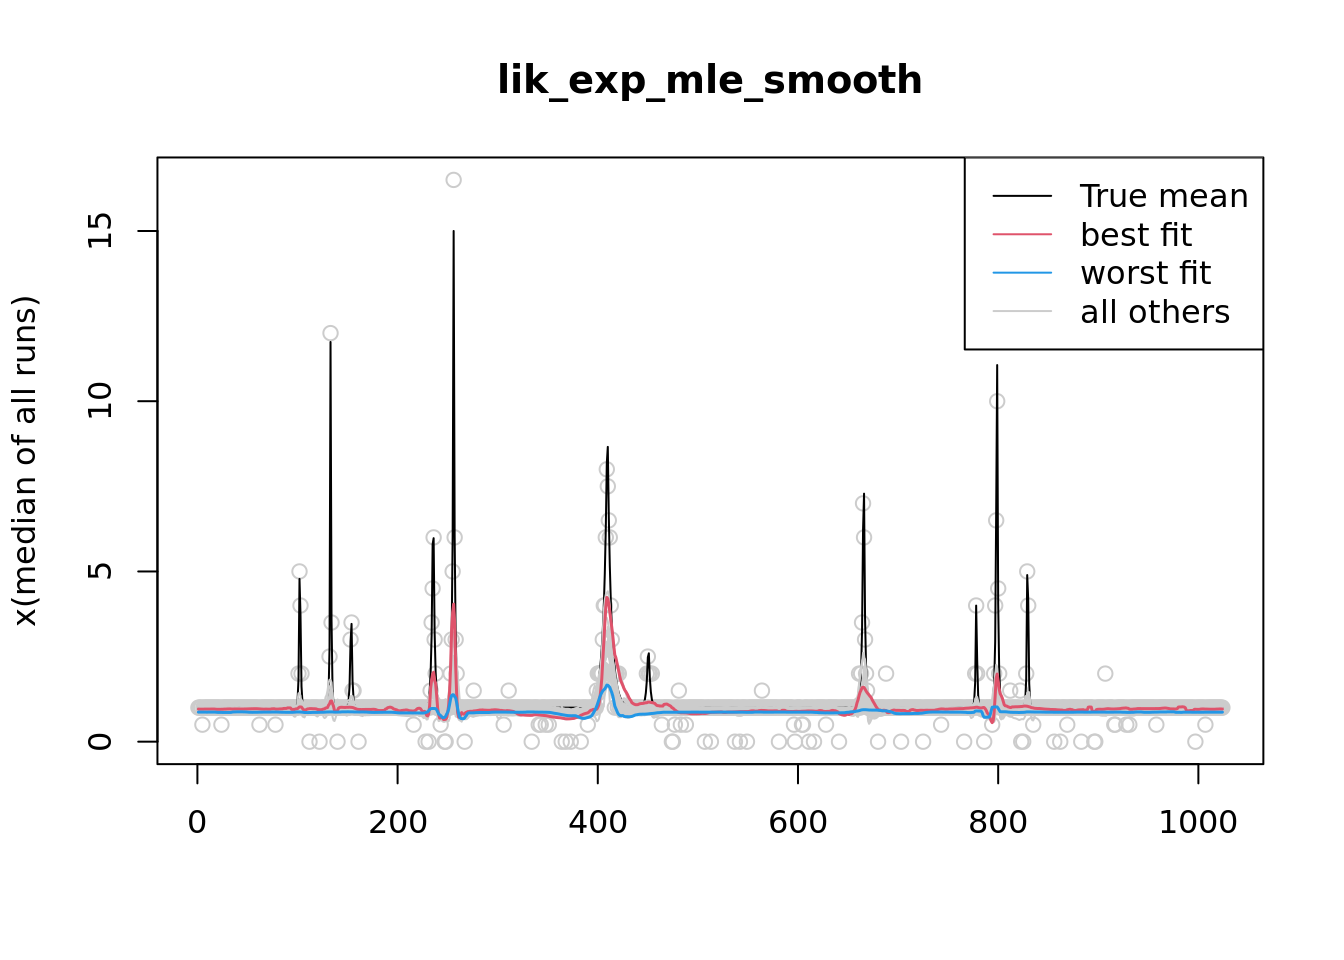 lik_exp_mle_smooth
True mean
best fit
worst fit
all others
x(median of all runs)
15
10
5
0
0 200 400 600 800 1000